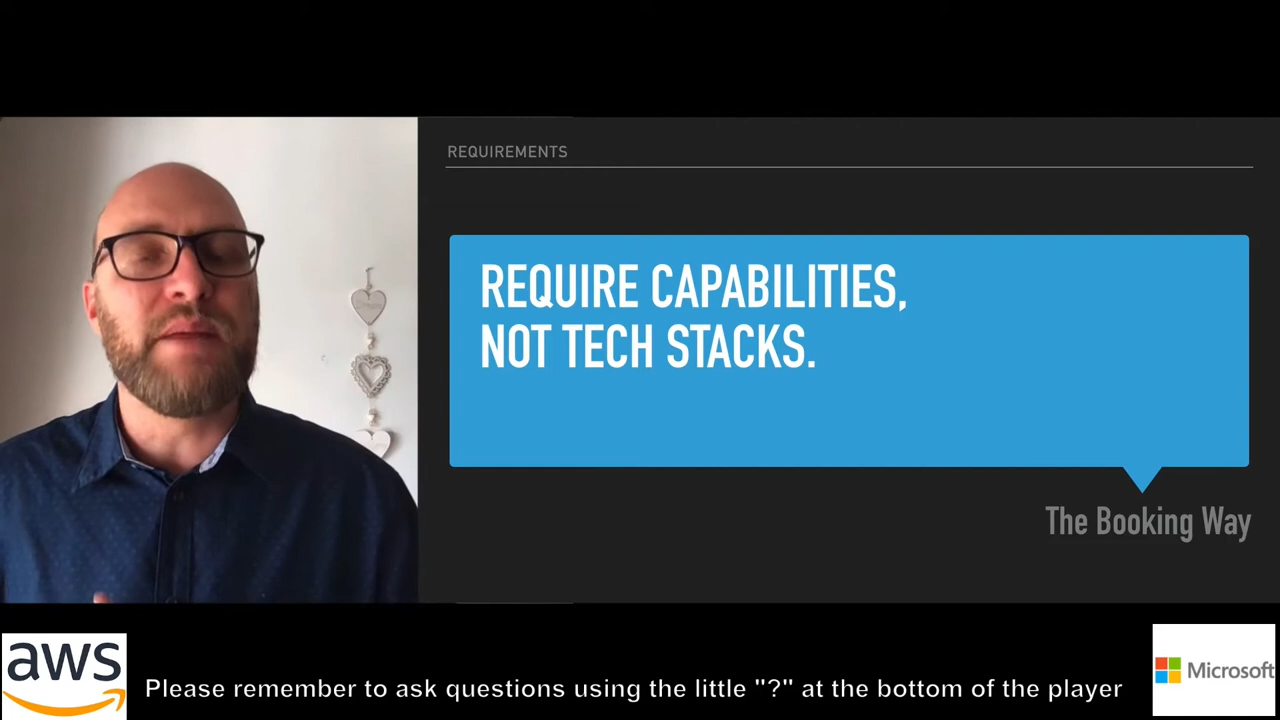 REQUIREMENTS
REQUIRE CAPABILITIES,
NOT TECH STACKS.
The Booking Way
aws
Please remember to ask questions using the little "?" at the bottom of the player
Microsoft